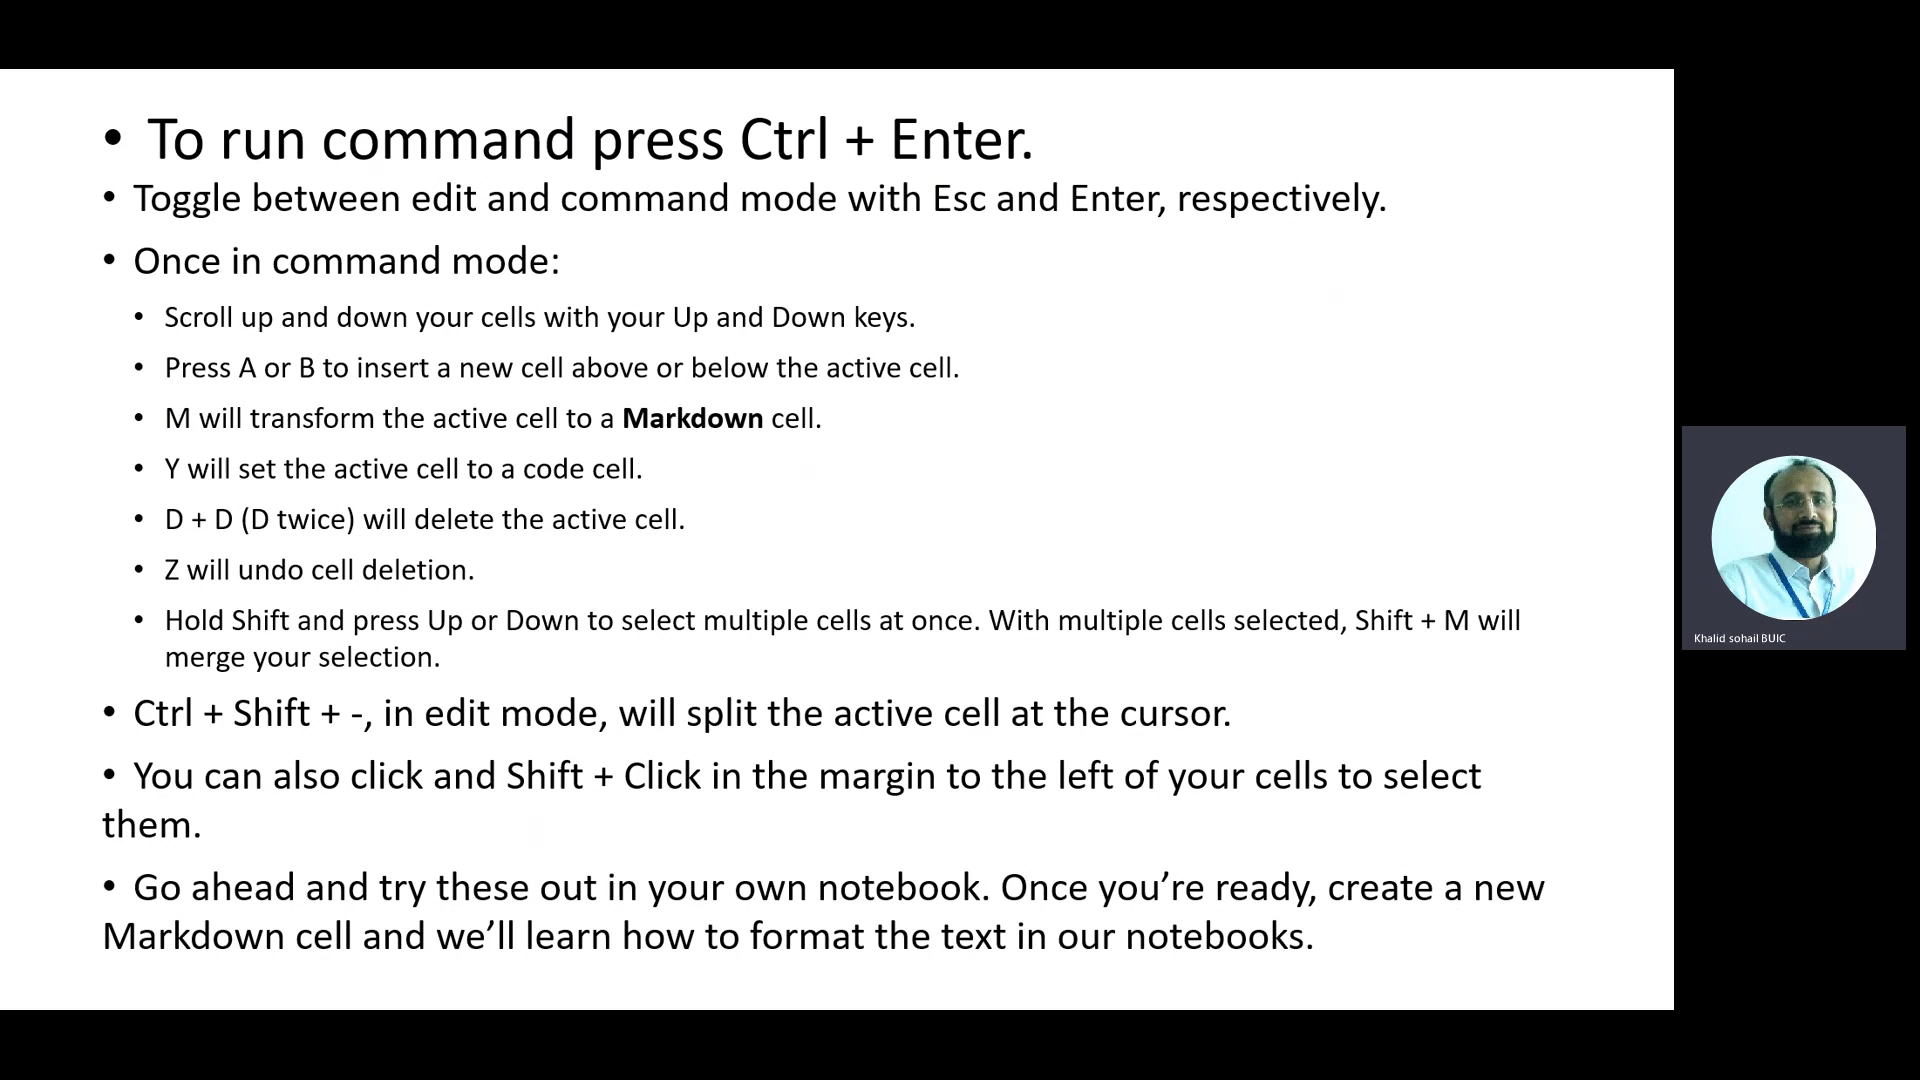 • To run command press Ctrl + Enter.
• Toggle between edit and command mode with Esc and Enter, respectively.
• Once in command mode:
• Scroll up and down your cells with your Up and Down keys.
• Press A or B to insert a new cell above or below the active cell.
• M will transform the active cell to a Markdown cell.
• Y will set the active cell to a code cell.
• D + D (D twice) will delete the active cell.
• Z will undo cell deletion.
• Hold Shift and press Up or Down to select multiple cells at once. With multiple cells selected, Shift + M will
merge your selection.
• Ctrl + Shift + -, in edit mode, will split the active cell at the cursor.
• You can also click and Shift + Click in the margin to the left of your cells to select
them.
• Go ahead and try these out in your own notebook. Once you’re ready, create a new
Markdown cell and we’ll learn how to format the text in our notebooks.
Khalid sohail BUIC